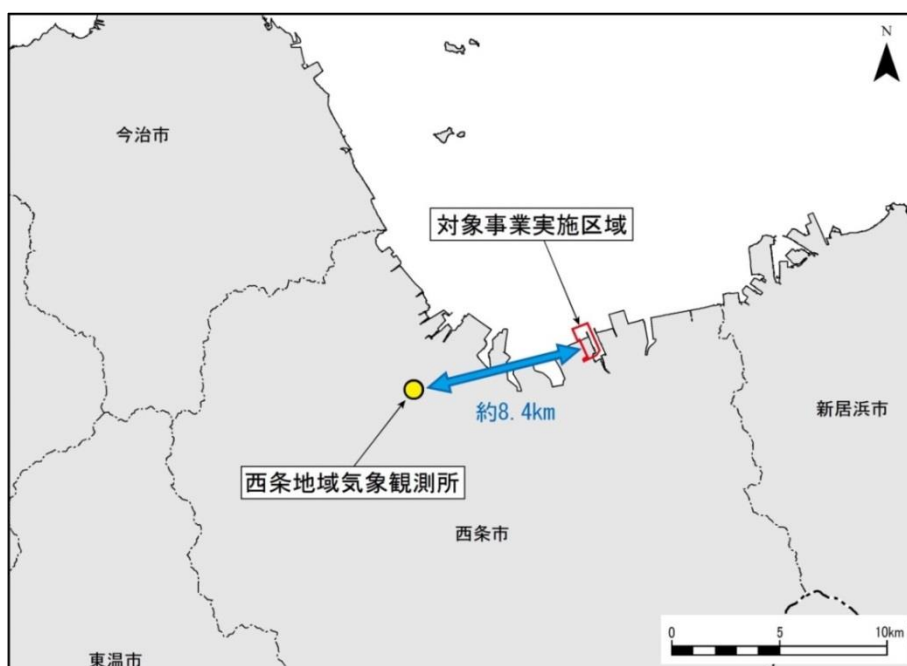 N
今治市
対象事業実施区域
約8.4km
新居浜市
西条地域気象観測所
西条市
0 5 10km
東温市